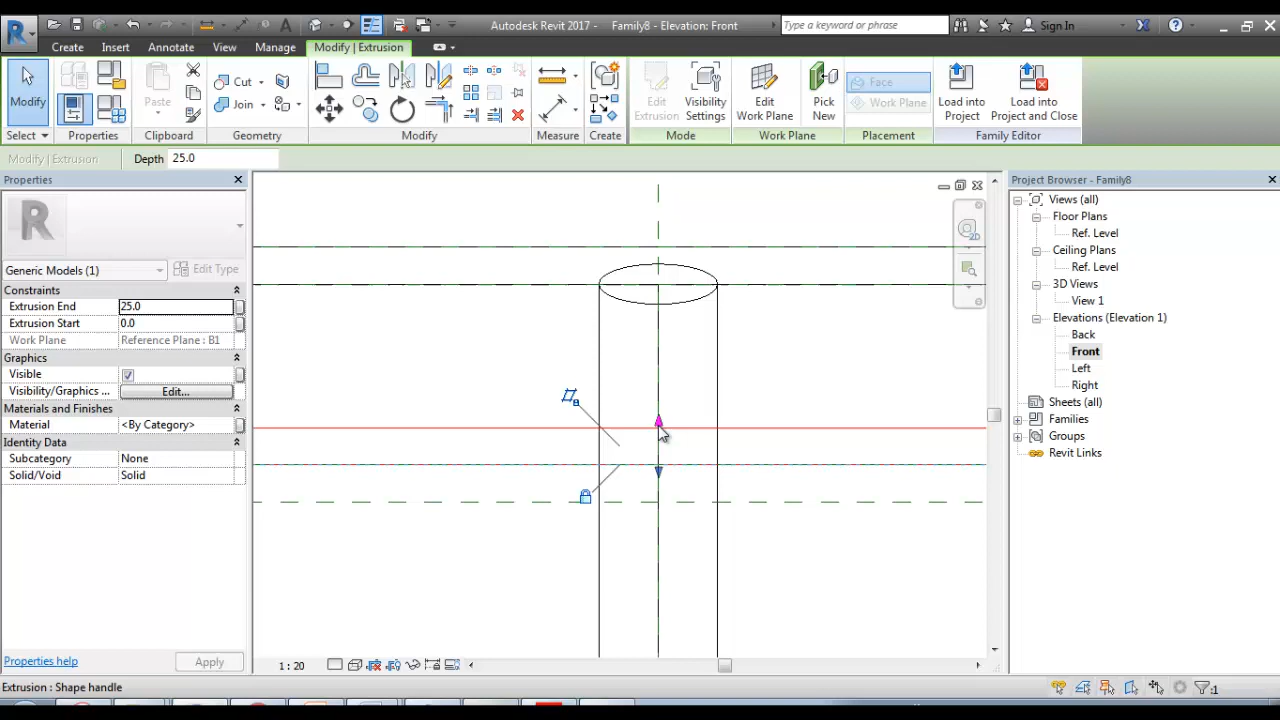 Autodesk Revit 2017 - Family8 - Elevation: Front
Type a keyword or phrase
Sign In
Create Insert Annotate View Manage Modify | Extrusion
Modify
Paste
Cut
Join
Edit Extrusion
Visibility Settings
Edit Work Plane
Pick New
Face
Work Plane
Load into Project
Load into Project and Close
Select Properties Clipboard Geometry Modify Measure Create Mode Work Plane Placement Family Editor
Modify | Extrusion Depth 25.0
Properties
R
Generic Models (1) Edit Type
Constraints
Extrusion End 25.0
Extrusion Start 0.0
Work Plane Reference Plane : B1
Graphics
Visible
Visibility/Graphics ... Edit...
Materials and Finishes
Material <By Category>
Identity Data
Subcategory None
Solid/Void Solid
Properties help Apply
2D
1 : 20
Project Browser - Family8
Views (all)
Floor Plans
Ref. Level
Ceiling Plans
Ref. Level
3D Views
View 1
Elevations (Elevation 1)
Back
Front
Left
Right
Sheets (all)
Families
Groups
Revit Links
Extrusion : Shape handle
:1